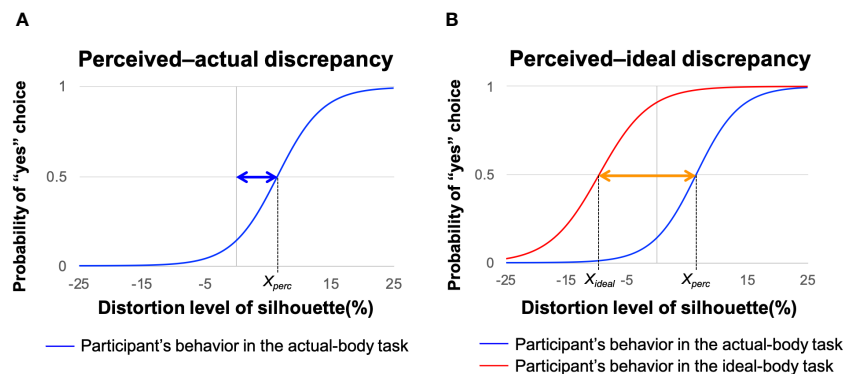 A
Perceived–actual discrepancy
Probability of “yes” choice
1
0.5
0
-25 -15 -5 Xperc 15 25
Distortion level of silhouette(%)
Participant’s behavior in the actual-body task
B
Perceived–ideal discrepancy
Probability of “yes” choice
1
0.5
0
-25 -15 Xideal -5 Xperc 15 25
Distortion level of silhouette(%)
Participant’s behavior in the actual-body task
Participant’s behavior in the ideal-body task